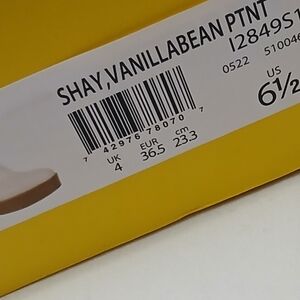 SHAY,VANILLABEAN PTNT
I2849S1
0522 510046
US
6½
7 42976 78070 7
UK EUR cm
4 36.5 23.3